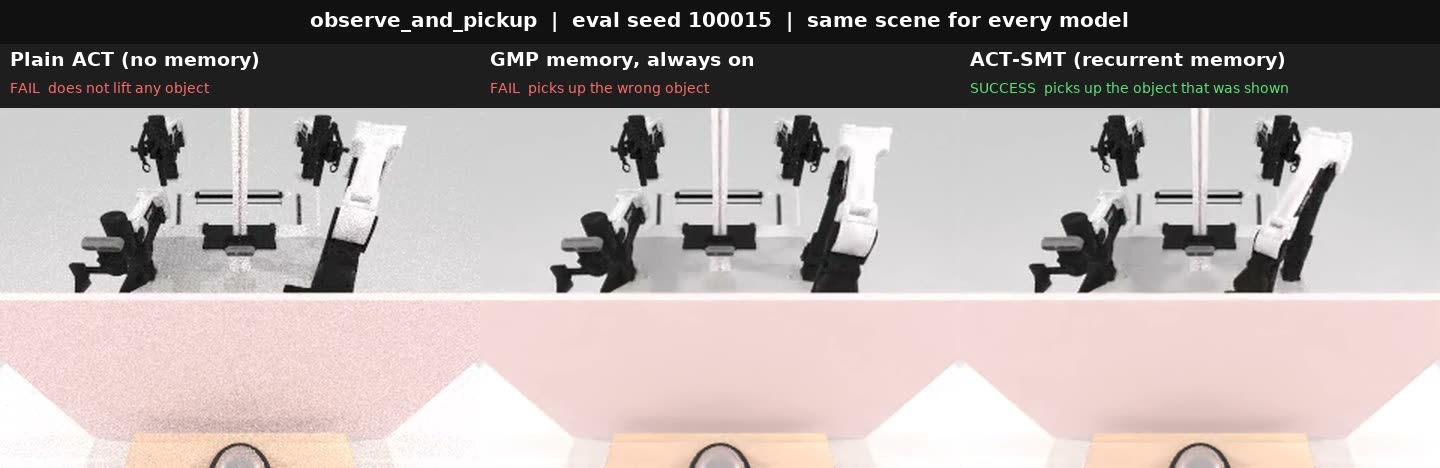 observe_and_pickup | eval seed 100015 | same scene for every model
Plain ACT (no memory)
FAIL does not lift any object
GMP memory, always on
FAIL picks up the wrong object
ACT-SMT (recurrent memory)
SUCCESS picks up the object that was shown